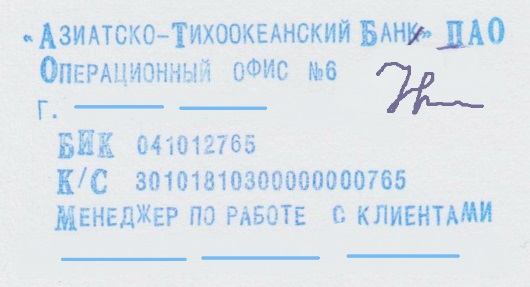 «Азиатско-Тихоокеанский Банк» ПАО
Операционный офис №6
г.
БИК 041012765
К/С 30101810300000000765
Менеджер по работе с клиентами